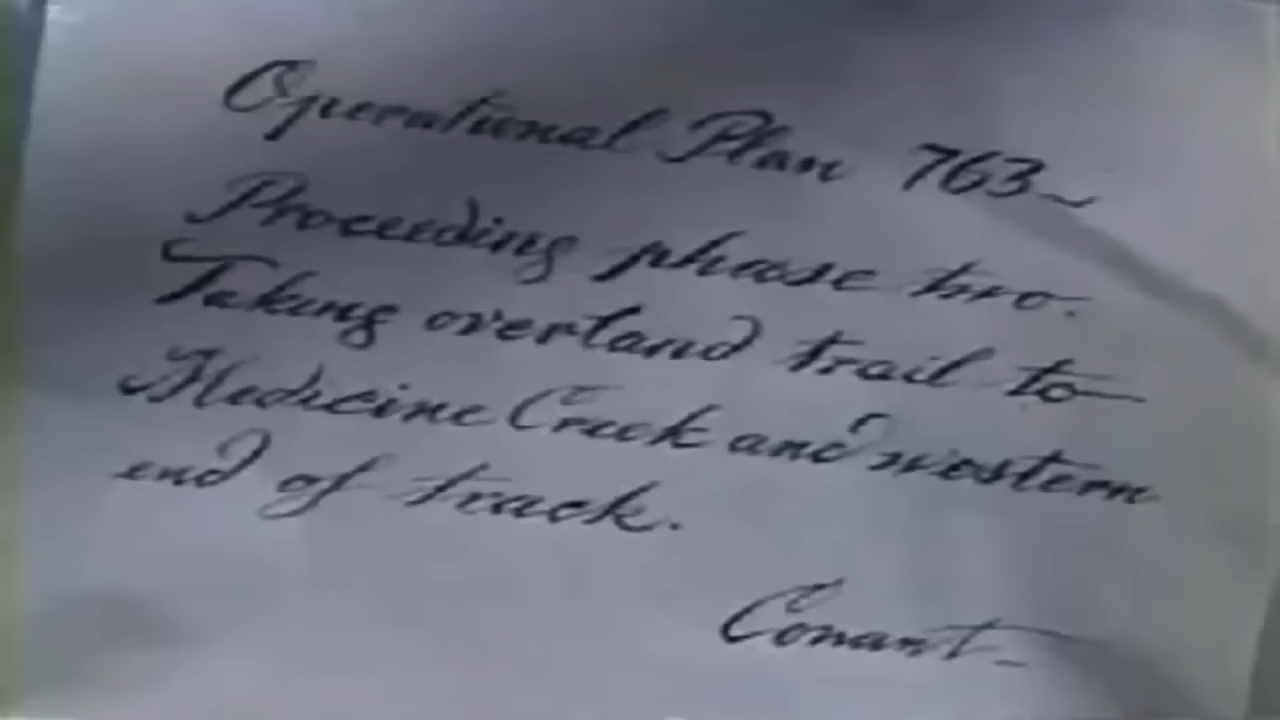 Operational Plan 763~
Proceeding phase two.
Taking overland trail to
Medicine Creek and western
end of track.
Conant-